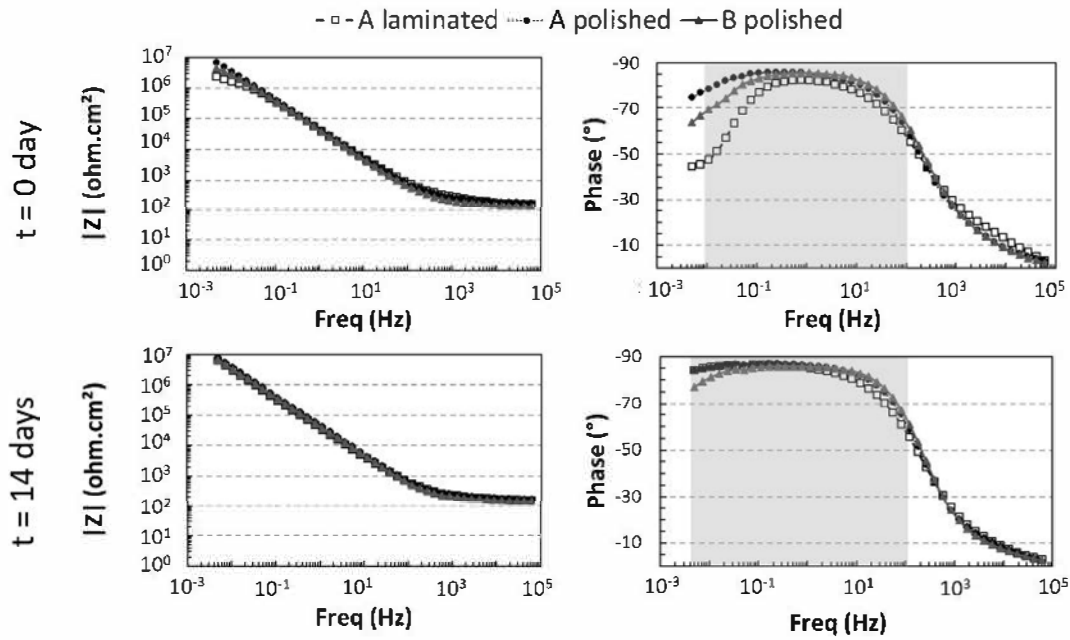 A laminated A polished B polished
t = 0 day
|Z| (ohm.cm²)
10⁷
10⁶
10⁵
10⁴
10³
10²
10¹
10⁰
10⁻³ 10⁻¹ 10¹ 10³ 10⁵
Freq (Hz)
Phase (°)
-90
-70
-50
-30
-10
10⁻³ 10⁻¹ 10¹ 10³ 10⁵
Freq (Hz)
t = 14 days
|Z| (ohm.cm²)
10⁷
10⁶
10⁵
10⁴
10³
10²
10¹
10⁰
10⁻³ 10⁻¹ 10¹ 10³ 10⁵
Freq (Hz)
Phase (°)
-90
-70
-50
-30
-10
10⁻³ 10⁻¹ 10¹ 10³ 10⁵
Freq (Hz)